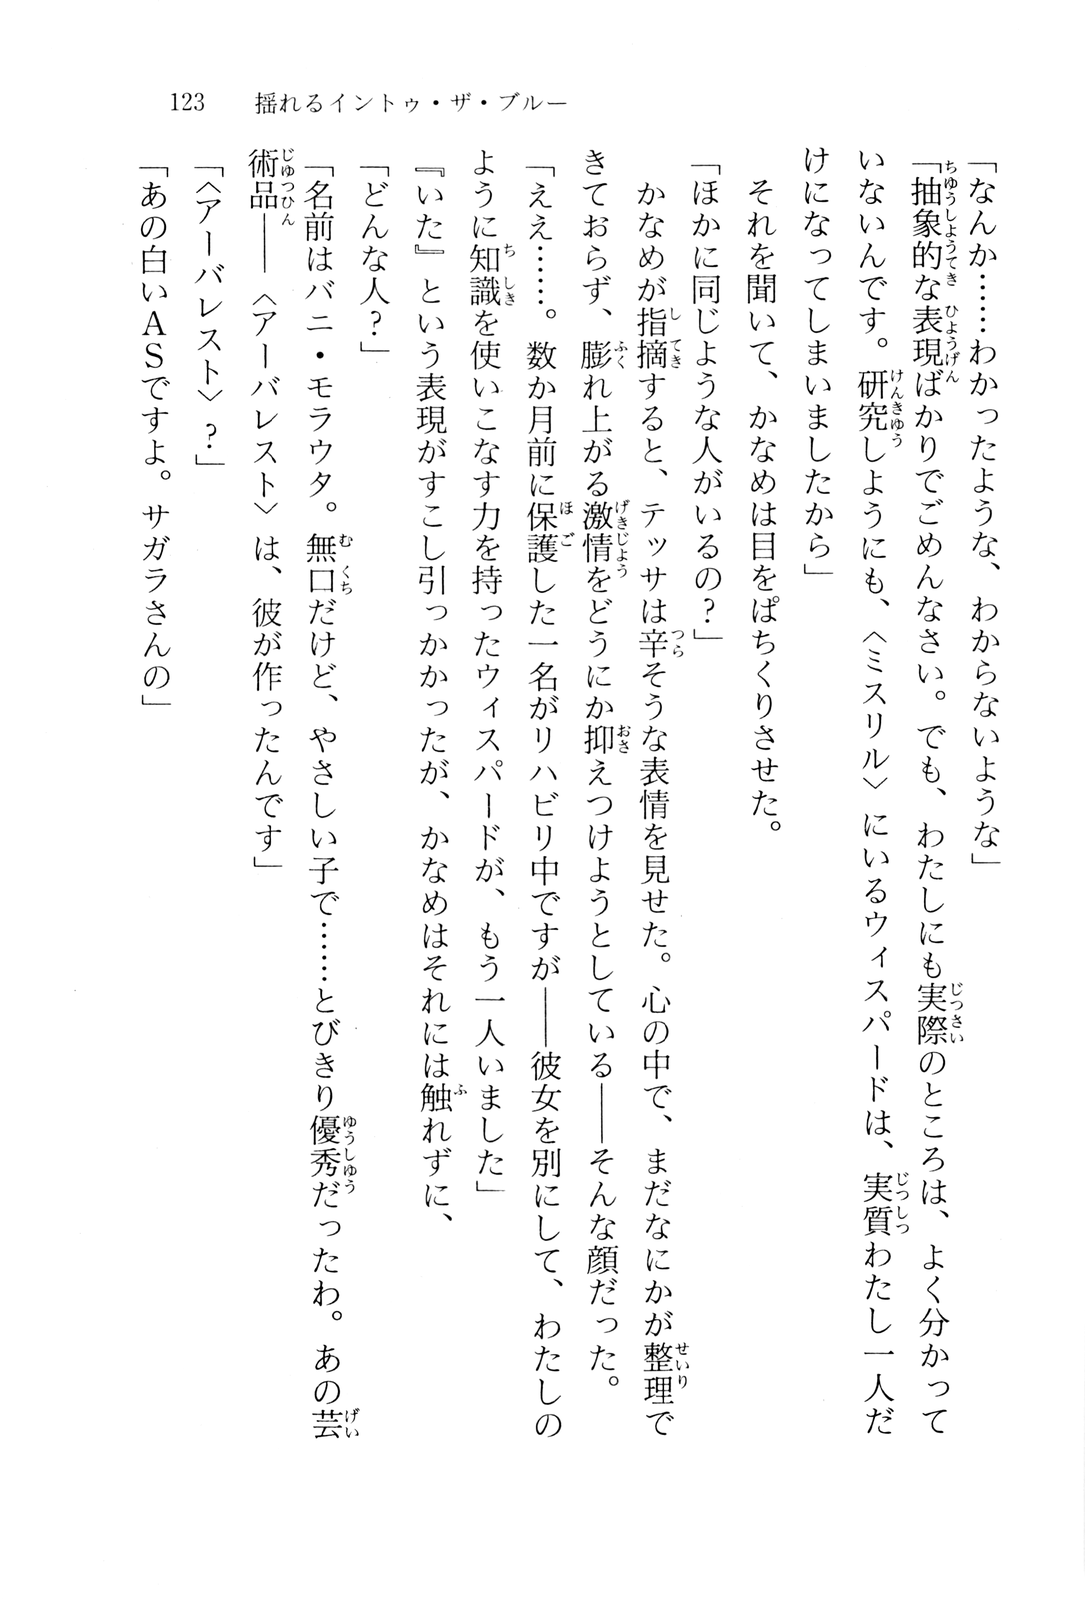 123　揺れるイントゥ・ザ・ブルー
「なんか……わかったような、わからないような」
「抽象的な表現ばかりでごめんなさい。でも、わたしにも実際のところは、よく分かって
いないんです。研究しようにも、〈ミスリル〉にいるウィスパードは、実質わたし一人だ
けになってしまいましたから」
　それを聞いて、かなめは目をぱちくりさせた。
「ほかに同じような人がいるの？」
　かなめが指摘すると、テッサは辛そうな表情を見せた。心の中で、まだなにかが整理で
きておらず、膨れ上がる激情をどうにか抑えつけようとしている――そんな顔だった。
「ええ……。数か月前に保護した一名がリハビリ中ですが――彼女を別にして、わたしの
ように知識を使いこなす力を持ったウィスパードが、もう一人いました」
『いた』という表現がすこし引っかかったが、かなめはそれには触れずに、
「どんな人？」
「名前はバニ・モラウタ。無口だけど、やさしい子で……とびきり優秀だったわ。あの芸
術品――〈アーバレスト〉は、彼が作ったんです」
「〈アーバレスト〉？」
「あの白いＡＳですよ。サガラさんの」